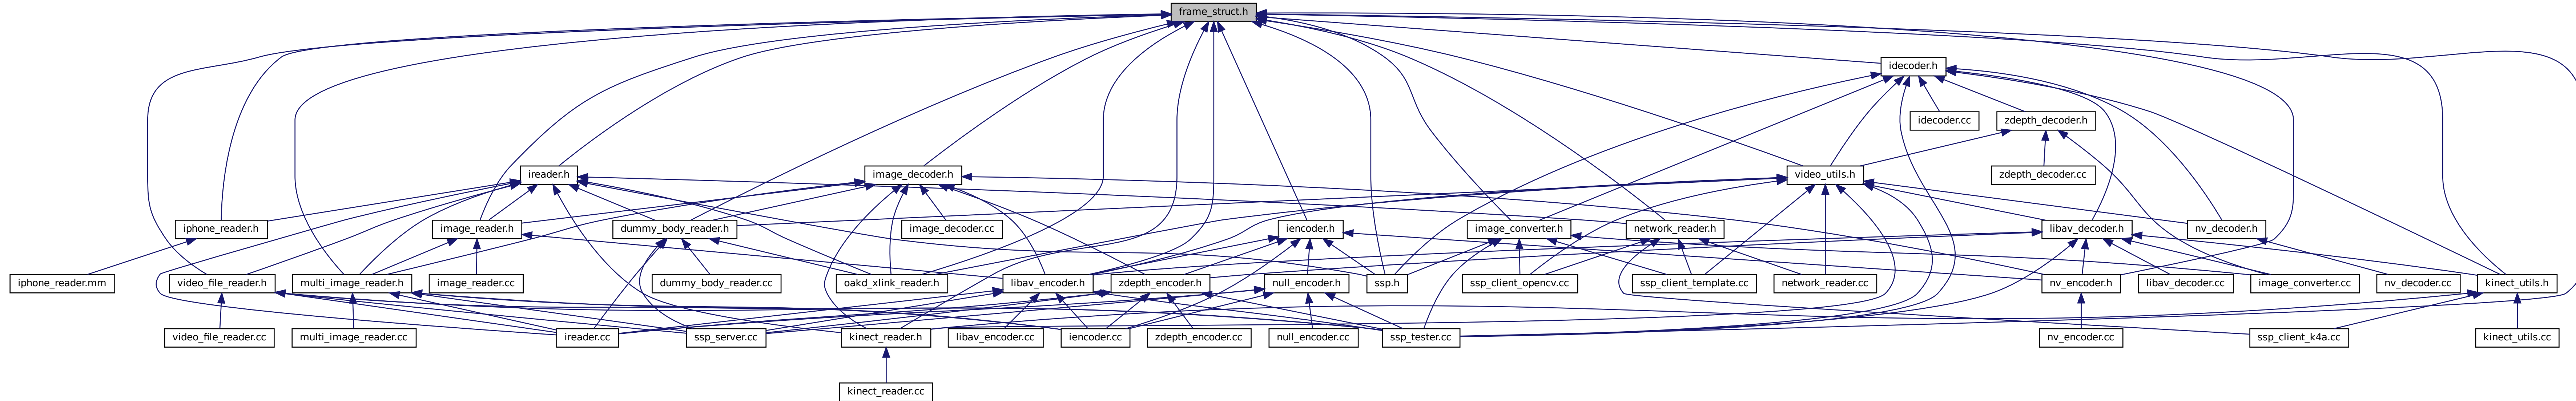 frame_struct.h
idecoder.h
idecoder.cc
zdepth_decoder.h
ireader.h
image_decoder.h
video_utils.h
zdepth_decoder.cc
iphone_reader.h
image_reader.h
dummy_body_reader.h
image_decoder.cc
iencoder.h
image_converter.h
network_reader.h
libav_decoder.h
nv_decoder.h
iphone_reader.mm
video_file_reader.h
multi_image_reader.h
image_reader.cc
dummy_body_reader.cc
oakd_xlink_reader.h
libav_encoder.h
zdepth_encoder.h
null_encoder.h
ssp.h
ssp_client_opencv.cc
ssp_client_template.cc
network_reader.cc
nv_encoder.h
libav_decoder.cc
image_converter.cc
nv_decoder.cc
kinect_utils.h
video_file_reader.cc
multi_image_reader.cc
ireader.cc
ssp_server.cc
kinect_reader.h
libav_encoder.cc
iencoder.cc
zdepth_encoder.cc
null_encoder.cc
ssp_tester.cc
nv_encoder.cc
ssp_client_k4a.cc
kinect_utils.cc
kinect_reader.cc